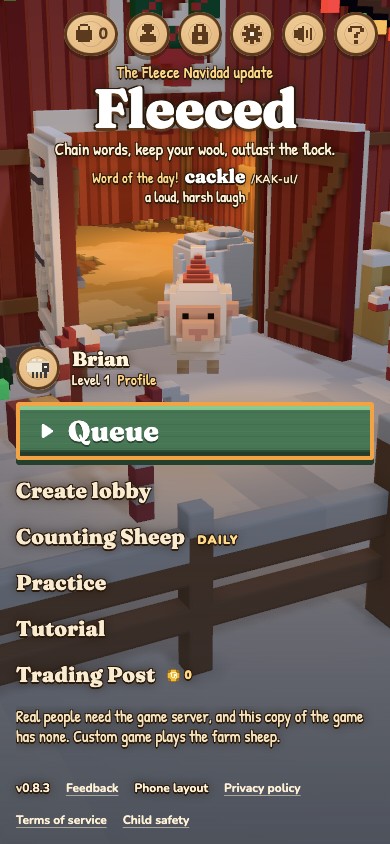 0
?
The Fleece Navidad update
Fleeced
Chain words, keep your wool, outlast the flock.
Word of the day! cackle /KAK-ul/
a loud, harsh laugh
Brian
Level 1 Profile
Queue
Create lobby
Counting Sheep DAILY
Practice
Tutorial
Trading Post 0
Real people need the game server, and this copy of the game
has none. Custom game plays the farm sheep.
v0.8.3 Feedback Phone layout Privacy policy
Terms of service Child safety